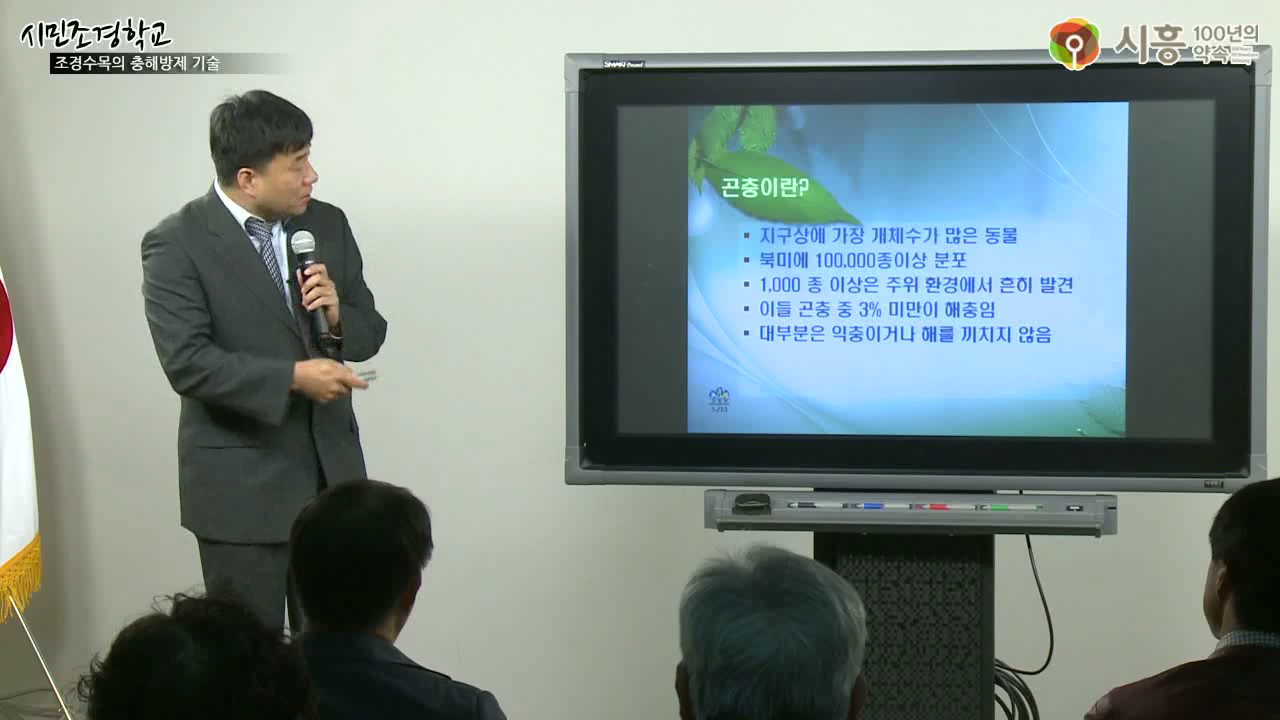 시민조경학교
조경수목의 충해방제 기술
시흥 100년의
약속
곤충이란?
지구상에 가장 개체수가 많은 동물
북미에 100,000종이상 분포
1,000 종 이상은 주위 환경에서 흔히 발견
이들 곤충 중 3% 미만이 해충임
대부분은 익충이거나 해를 끼치지 않음